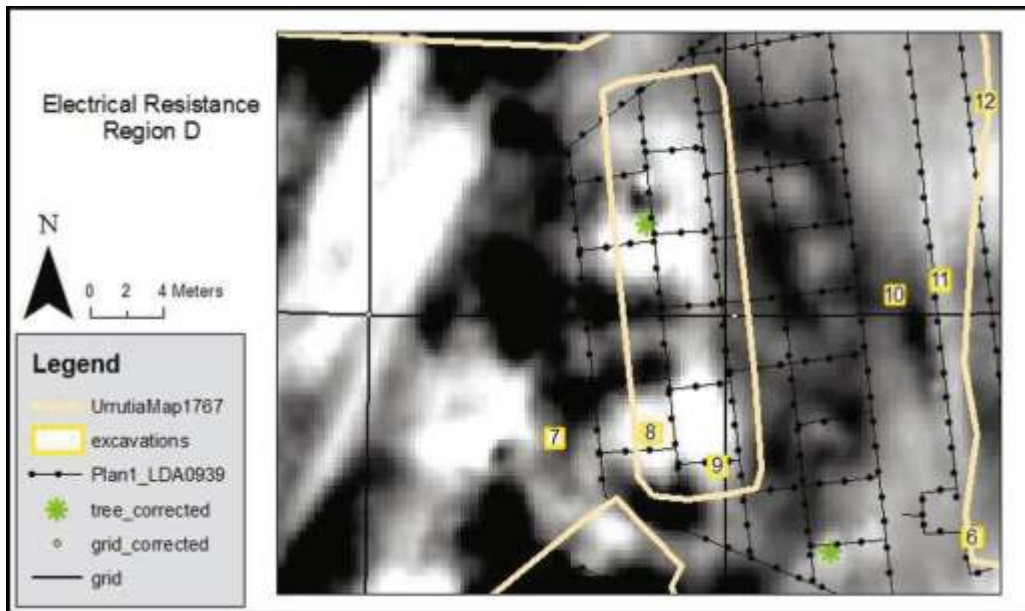 Electrical Resistance
Region D
N
0 2 4 Meters
Legend
UrrutiaMap1767
excavations
Plan1_LDA0939
tree_corrected
grid_corrected
grid
12
11
10
7
8
9
6